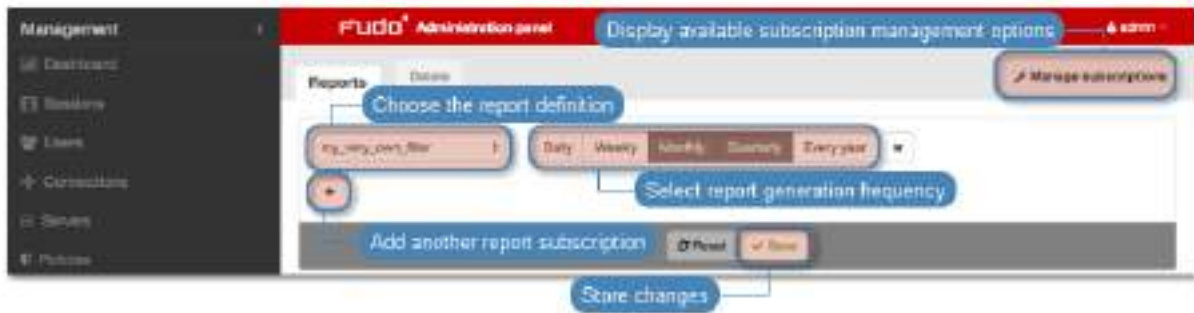 Management
FUDO Administration panel
Display available subscription management options
admin
Dashboard
Reports
Details
Manage subscriptions
Sessions
Choose the report definition
Users
my_very_own_filter
Daily Weekly Monthly Quarterly Every year
Connections
Select report generation frequency
Servers
Add another report subscription
Reset Save
Policies
Store changes